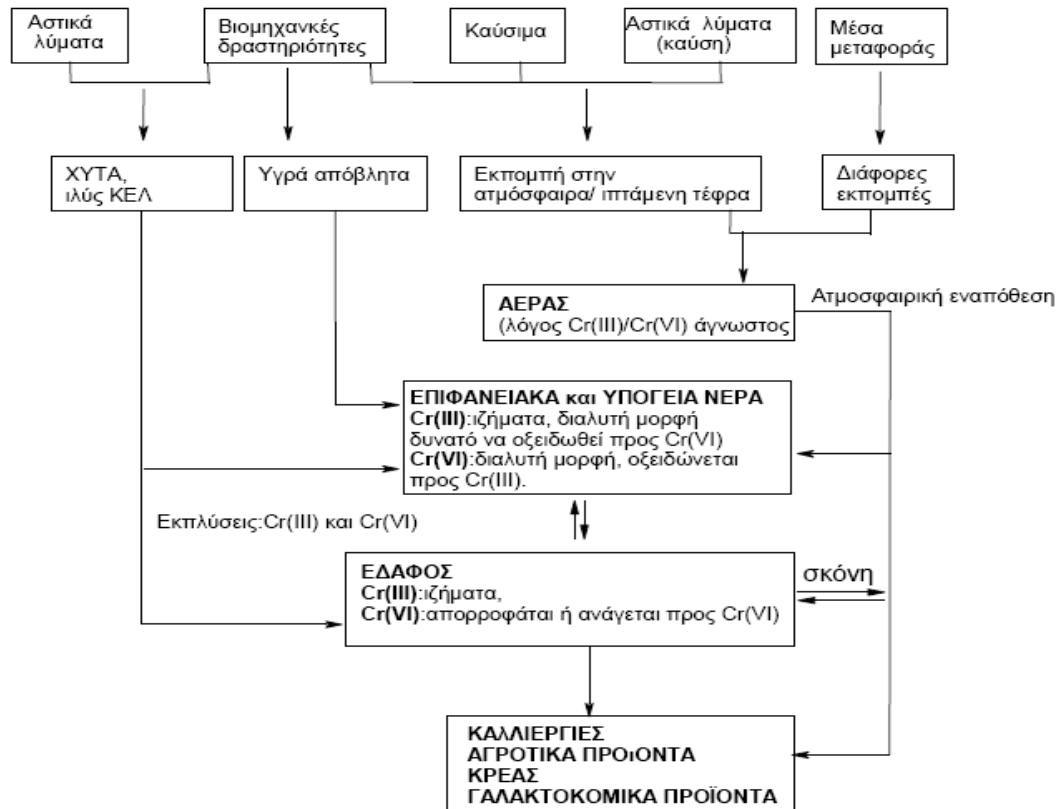 Αστικά
λύματα
Βιομηχανκές
δραστηριότητες
Καύσιμα
Αστικά λύματα
(καύση)
Μέσα
μεταφοράς
ΧΥΤΑ,
ιλύς ΚΕΛ
Υγρά απόβλητα
Εκπομπή στην
ατμόσφαιρα/ ιπτάμενη τέφρα
Διάφορες
εκπομπές
ΑΕΡΑΣ
(λόγος Cr(III)/Cr(VI) άγνωστος
Ατμοσφαιρική εναπόθεση
ΕΠΙΦΑΝΕΙΑΚΑ και ΥΠΟΓΕΙΑ ΝΕΡΑ
Cr(III):ιζήματα, διαλυτή μορφή
δυνατό να οξειδωθεί προς Cr(VI)
Cr(VI):διαλυτή μορφή, οξειδώνεται
προς Cr(III).
Εκπλύσεις:Cr(III) και Cr(VI)
ΕΔΑΦΟΣ
Cr(III):ιζήματα,
Cr(VI):απορροφάται ή ανάγεται προς Cr(VI)
σκόνη
ΚΑλΛΙΕΡΓΙΕΣ
ΑΓΡΟΤΙΚΑ ΠΡΟιΟΝΤΑ
ΚΡΕΑΣ
ΓΑΛΑΚΤΟΚΟΜΙΚΑ ΠΡΟΪΟΝΤΑ